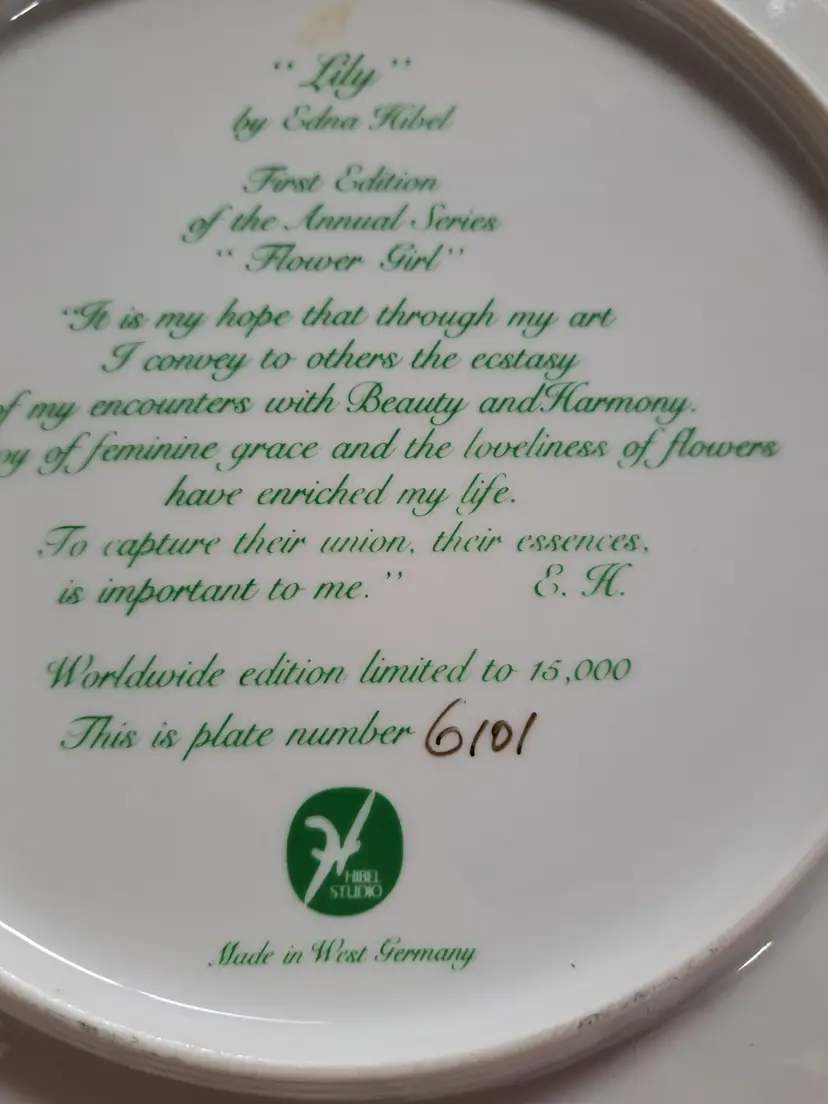 “Lily”
by Edna Hibel
First Edition
of the Annual Series
“Flower Girl”
“It is my hope that through my art
I convey to others the ecstasy
of my encounters with Beauty and Harmony.
of feminine grace and the loveliness of flowers
have enriched my life.
To capture their union, their essences,
is important to me.” E. H.
Worldwide edition limited to 15,000
This is plate number 6101
HIBEL
STUDIO
Made in West Germany